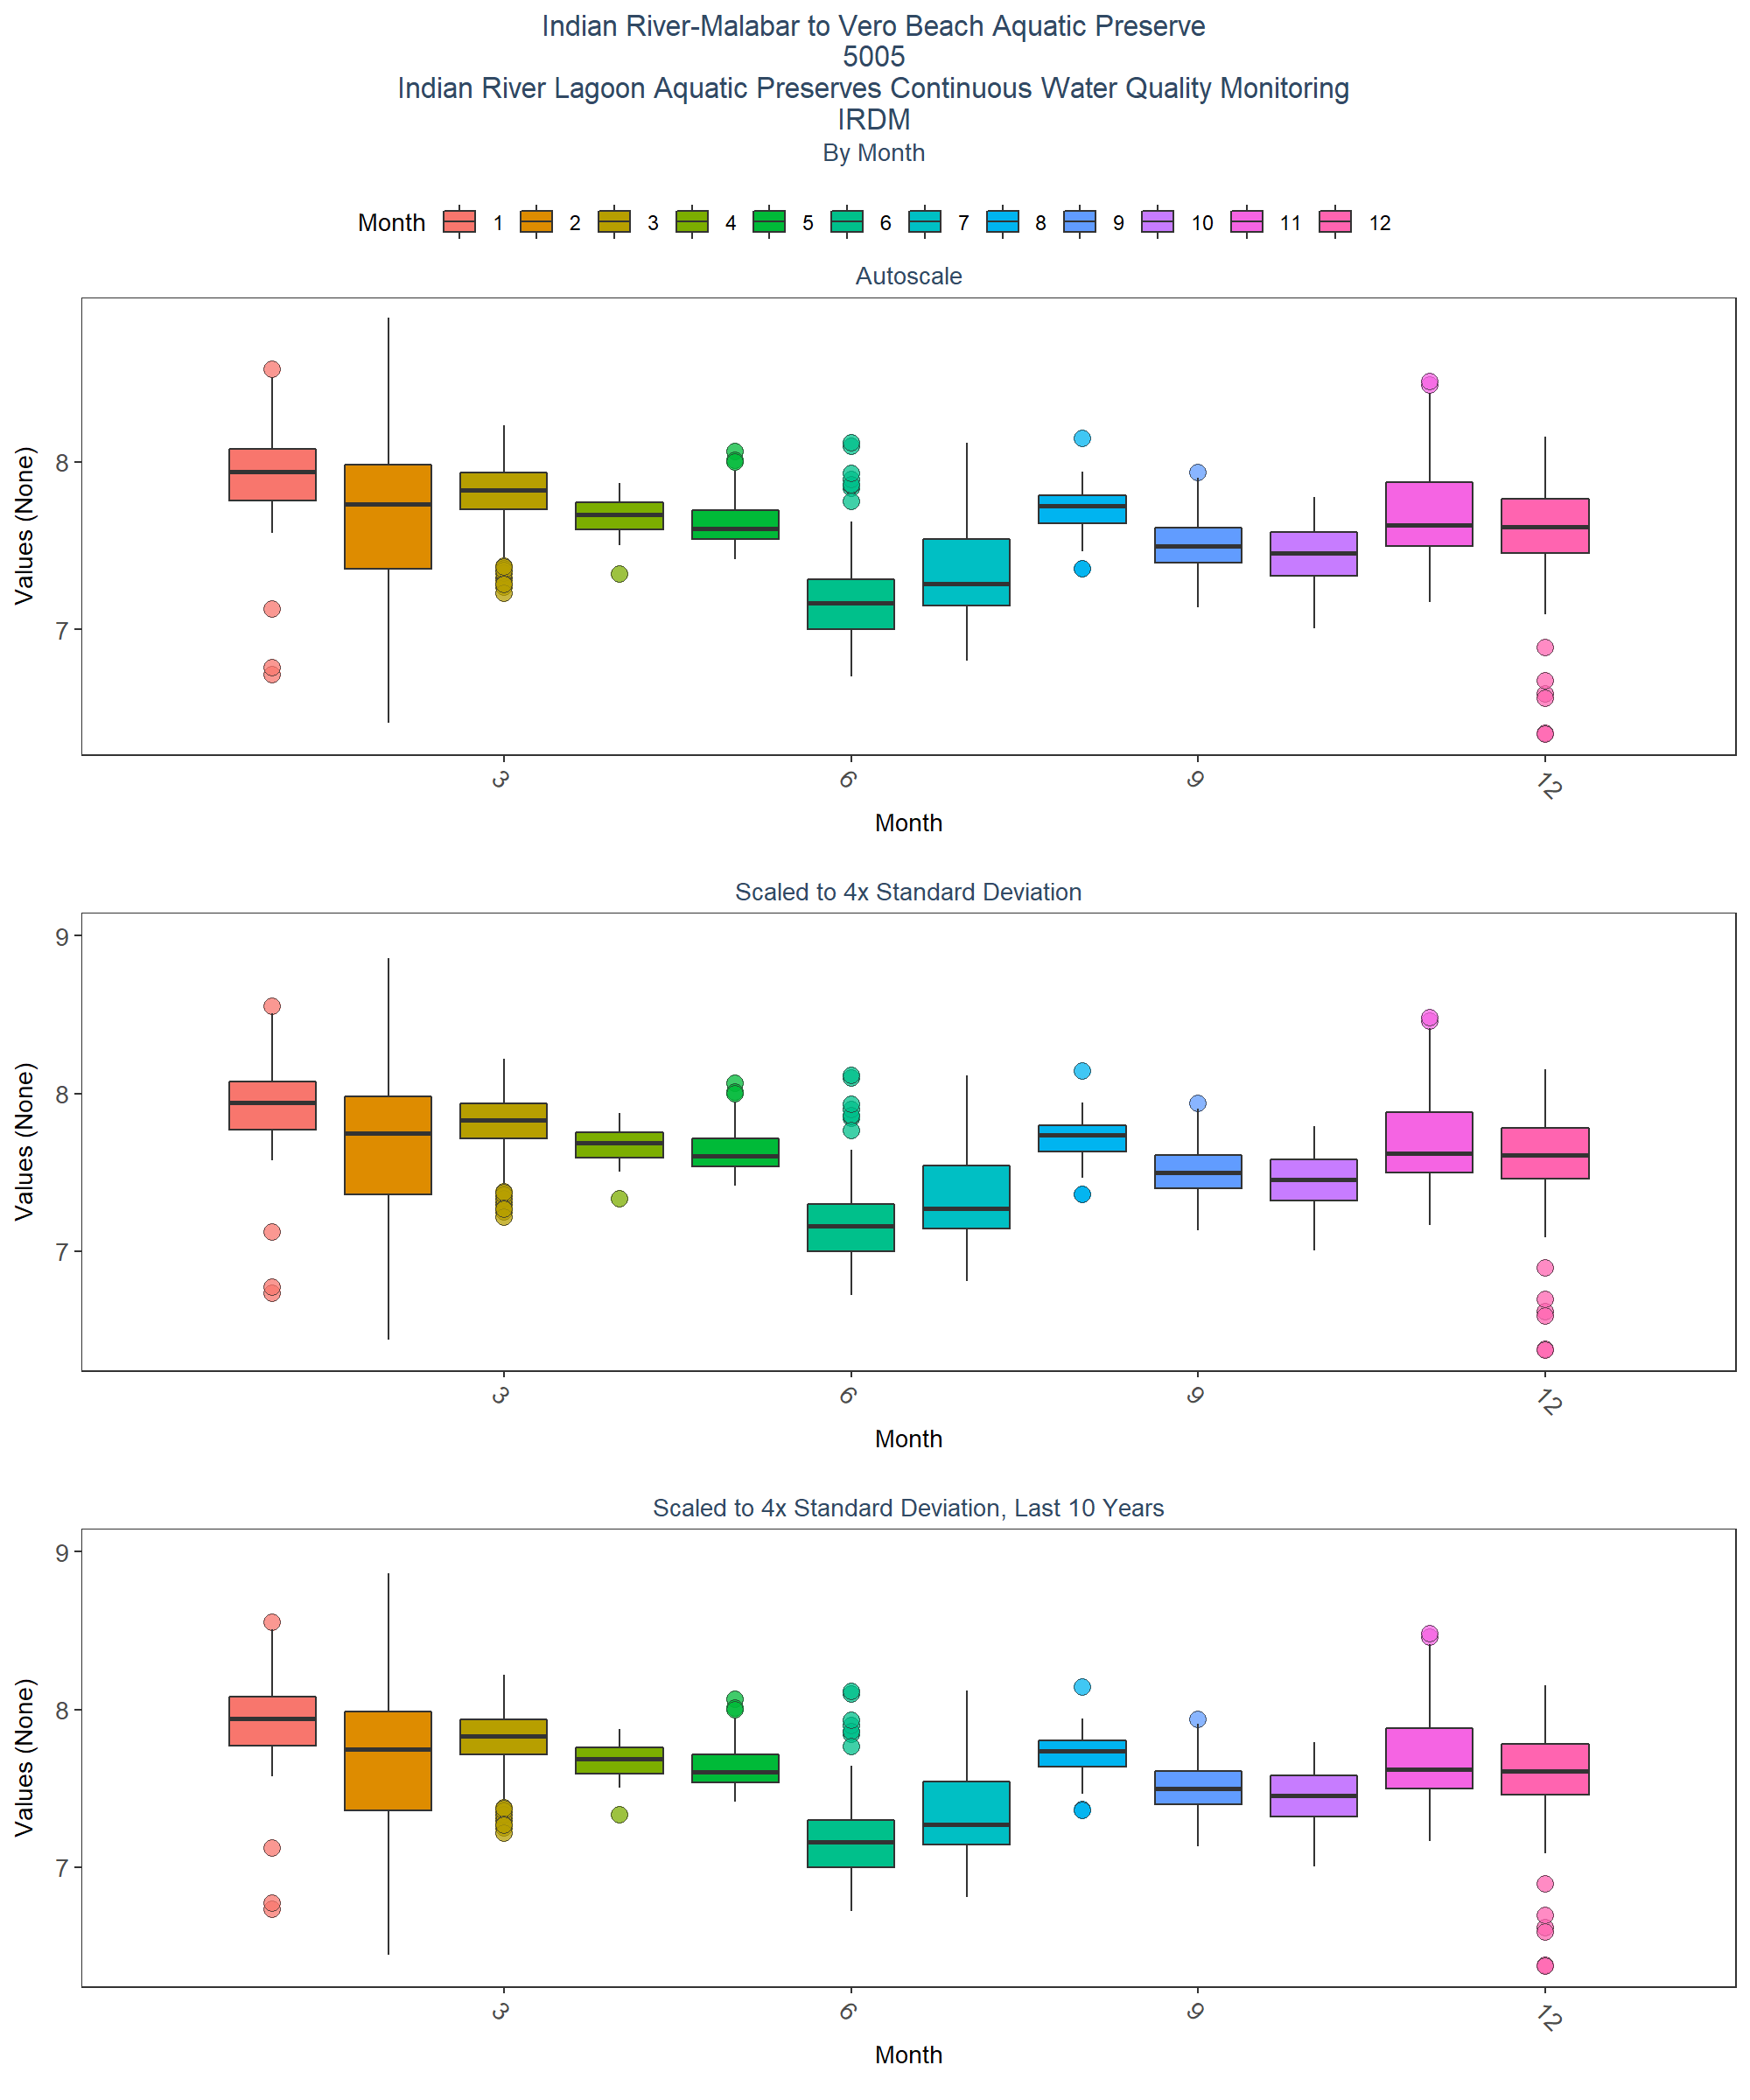 Indian River-Malabar to Vero Beach Aquatic Preserve
5005
Indian River Lagoon Aquatic Preserves Continuous Water Quality Monitoring
IRDM
By Month
Month 1 2 3 4 5 6 7 8 9 10 11 12
Autoscale
Values (None)
8
7
3 6 9 12
Month
Scaled to 4x Standard Deviation
Values (None)
9
8
7
3 6 9 12
Month
Scaled to 4x Standard Deviation, Last 10 Years
Values (None)
9
8
7
3 6 9 12
Month